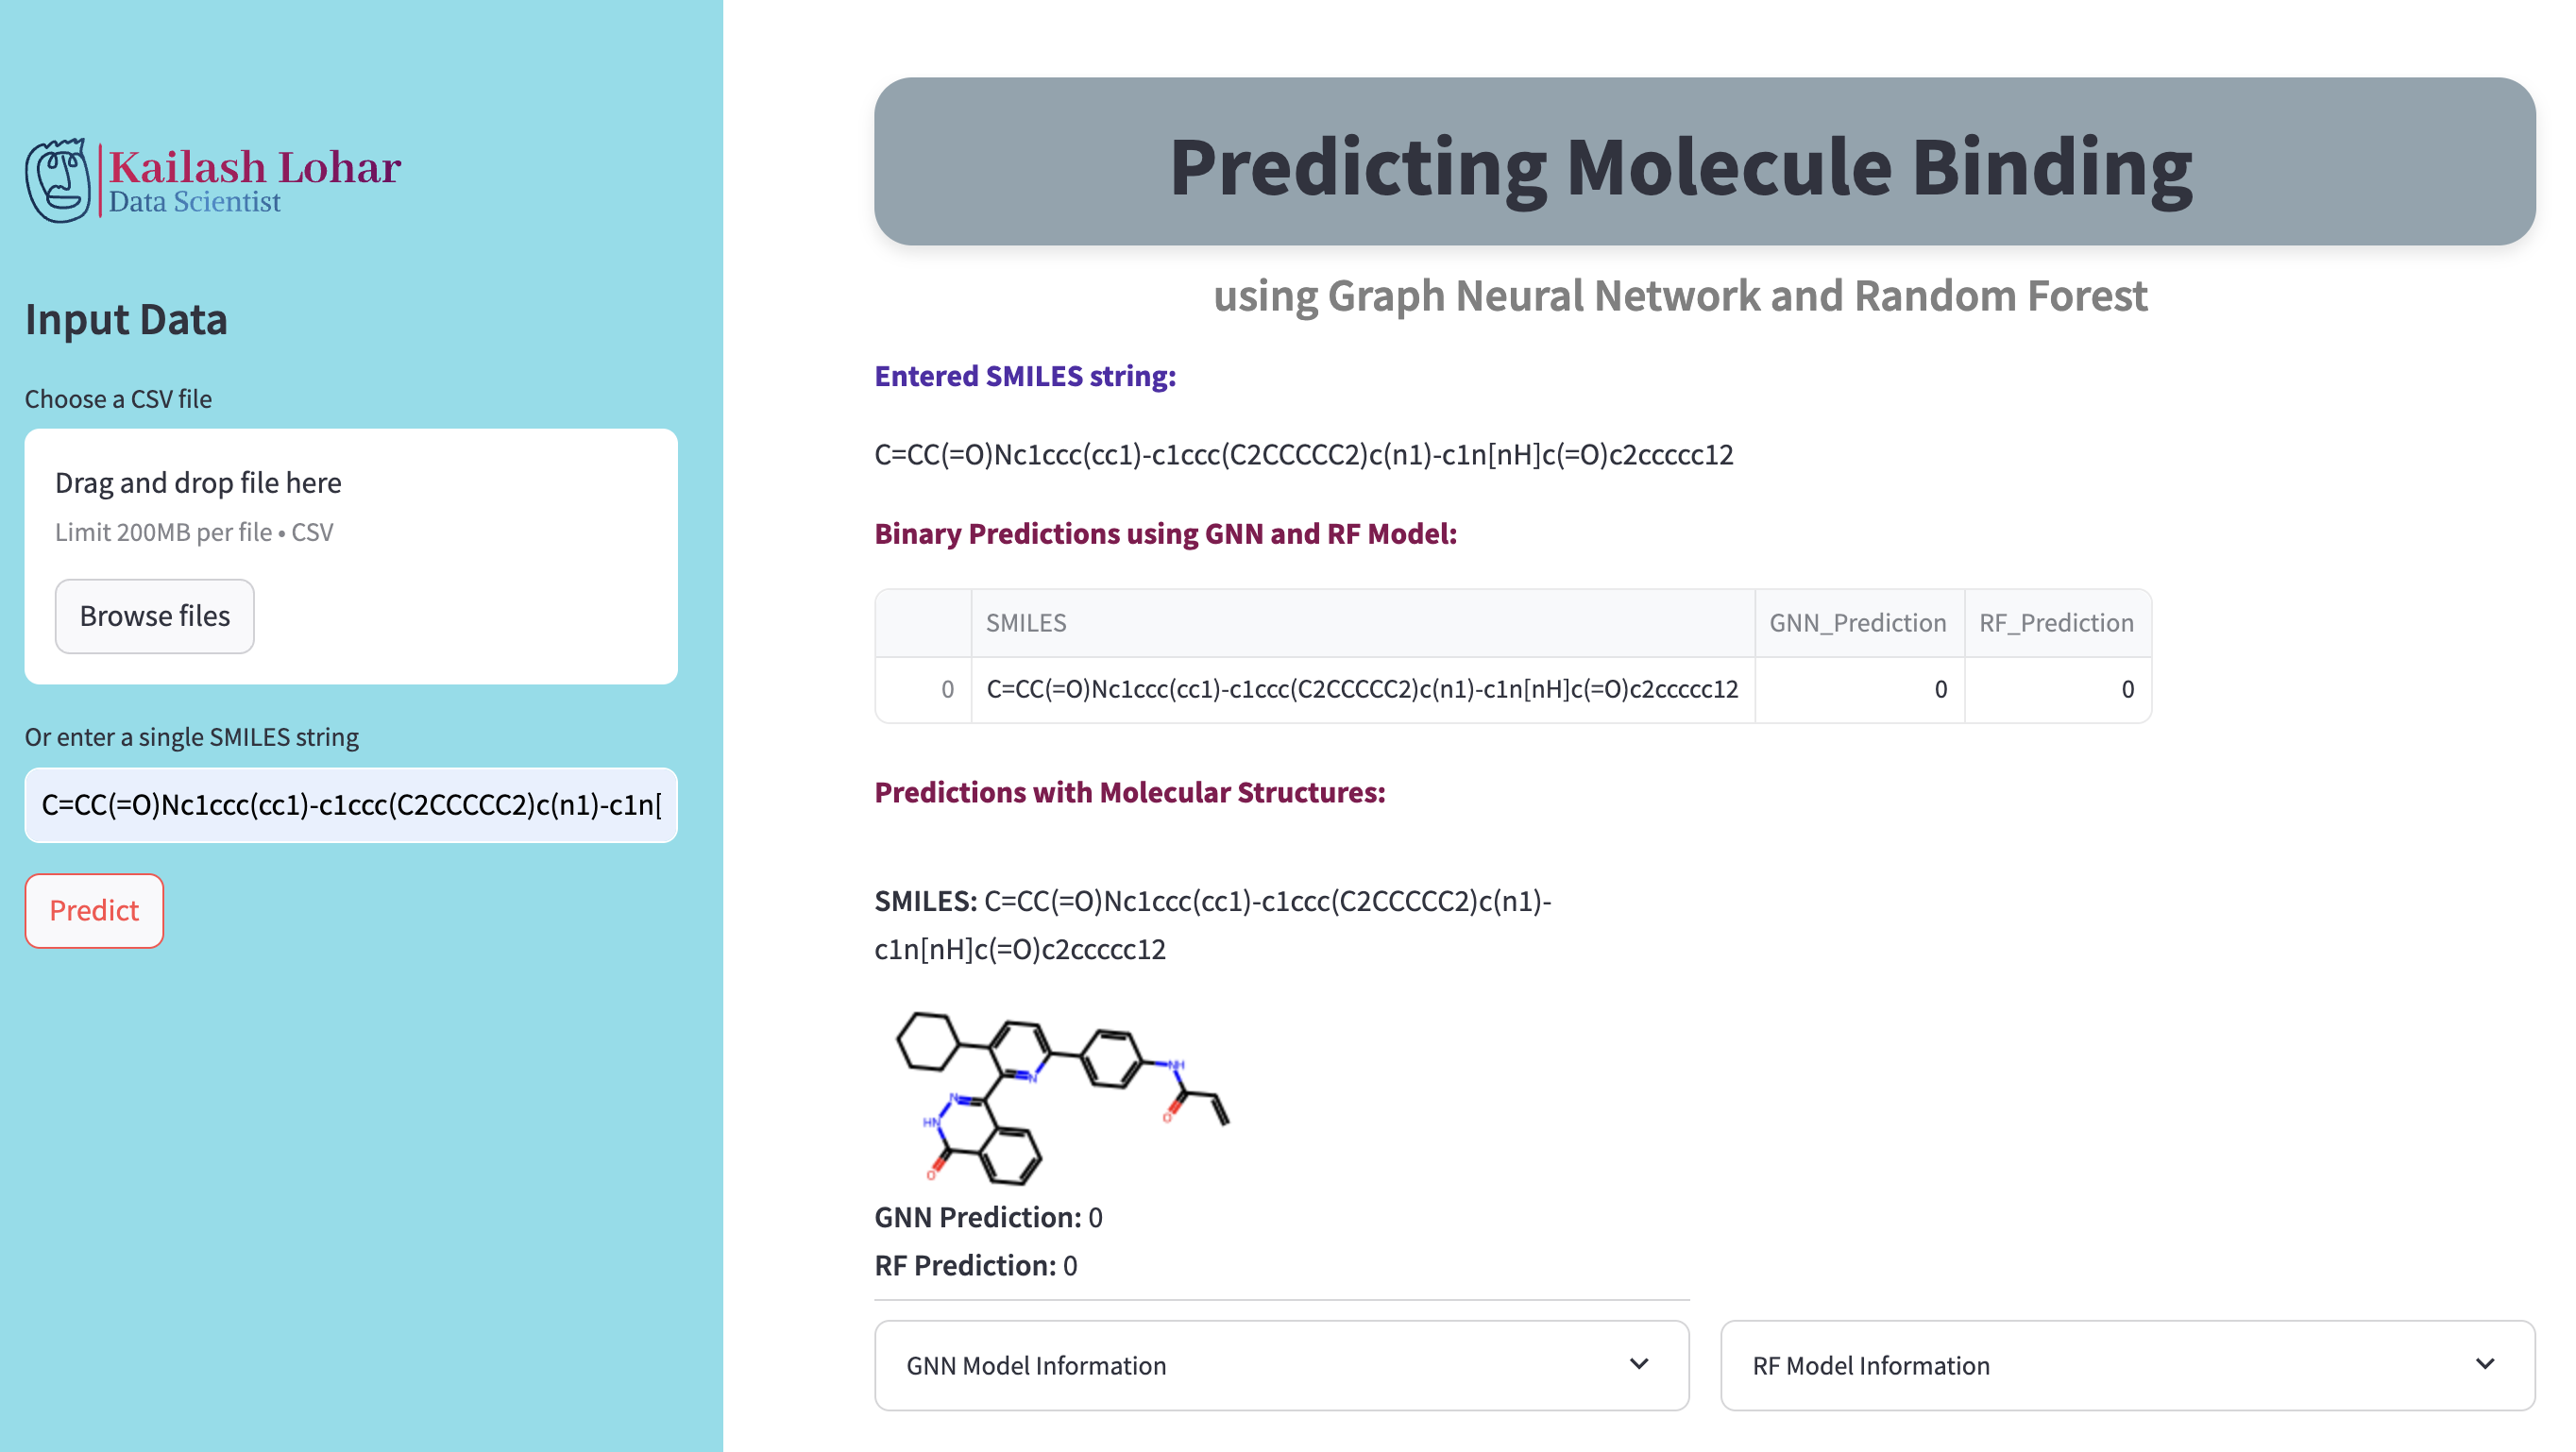 Kailash Lohar
Data Scientist
Input Data
Choose a CSV file
Drag and drop file here
Limit 200MB per file • CSV
Browse files
Or enter a single SMILES string
C=CC(=O)Nc1ccc(cc1)-c1ccc(C2CCCCC2)c(n1)-c1n[
Predict
Predicting Molecule Binding
using Graph Neural Network and Random Forest
Entered SMILES string:
C=CC(=O)Nc1ccc(cc1)-c1ccc(C2CCCCC2)c(n1)-c1n[nH]c(=O)c2ccccc12
Binary Predictions using GNN and RF Model:
SMILES GNN_Prediction RF_Prediction
0 C=CC(=O)Nc1ccc(cc1)-c1ccc(C2CCCCC2)c(n1)-c1n[nH]c(=O)c2ccccc12 0 0
Predictions with Molecular Structures:
SMILES: C=CC(=O)Nc1ccc(cc1)-c1ccc(C2CCCCC2)c(n1)-
c1n[nH]c(=O)c2ccccc12
NH
N
N
O
HN
O
GNN Prediction: 0
RF Prediction: 0
GNN Model Information
RF Model Information